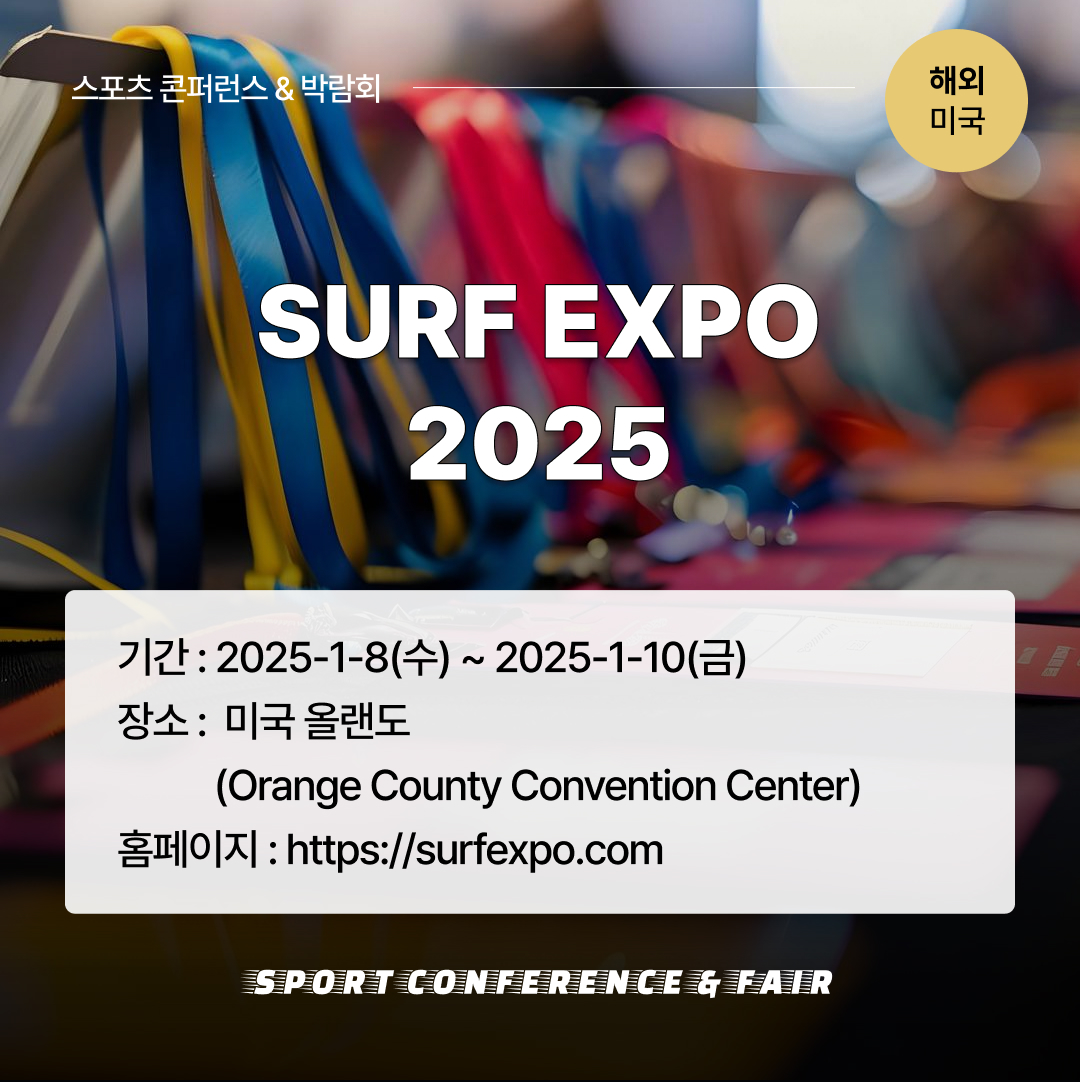 스포츠 콘퍼런스 & 박람회
해외
미국
SURF EXPO
2025
기간 : 2025-1-8(수) ~ 2025-1-10(금)
장소 : 미국 올랜도
(Orange County Convention Center)
홈페이지 : https://surfexpo.com
SPORT CONFERENCE & FAIR